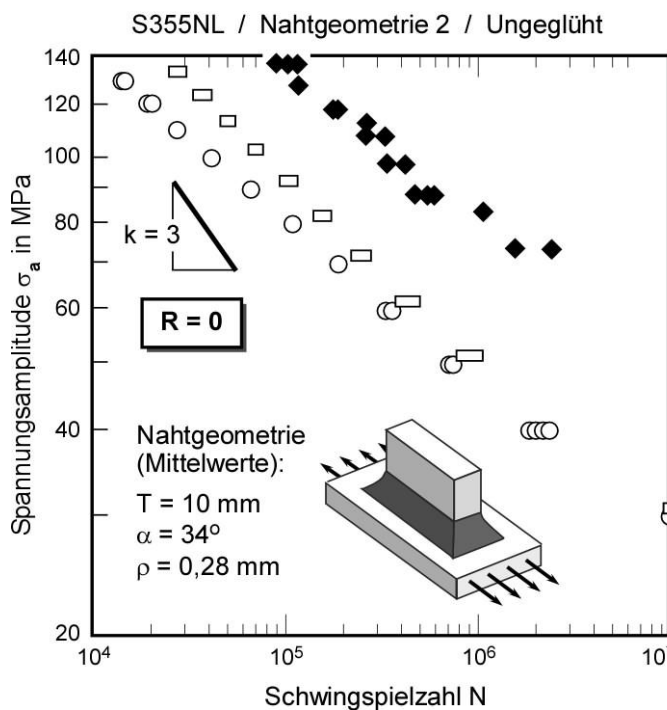 S355NL / Nahtgeometrie 2 / Ungeglüht
Spannungsamplitude σa in MPa
140
120
100
80
60
40
20
k = 3
R = 0
Nahtgeometrie
(Mittelwerte):
T = 10 mm
α = 34°
ρ = 0,28 mm
10⁴ 10⁵ 10⁶
Schwingspielzahl N